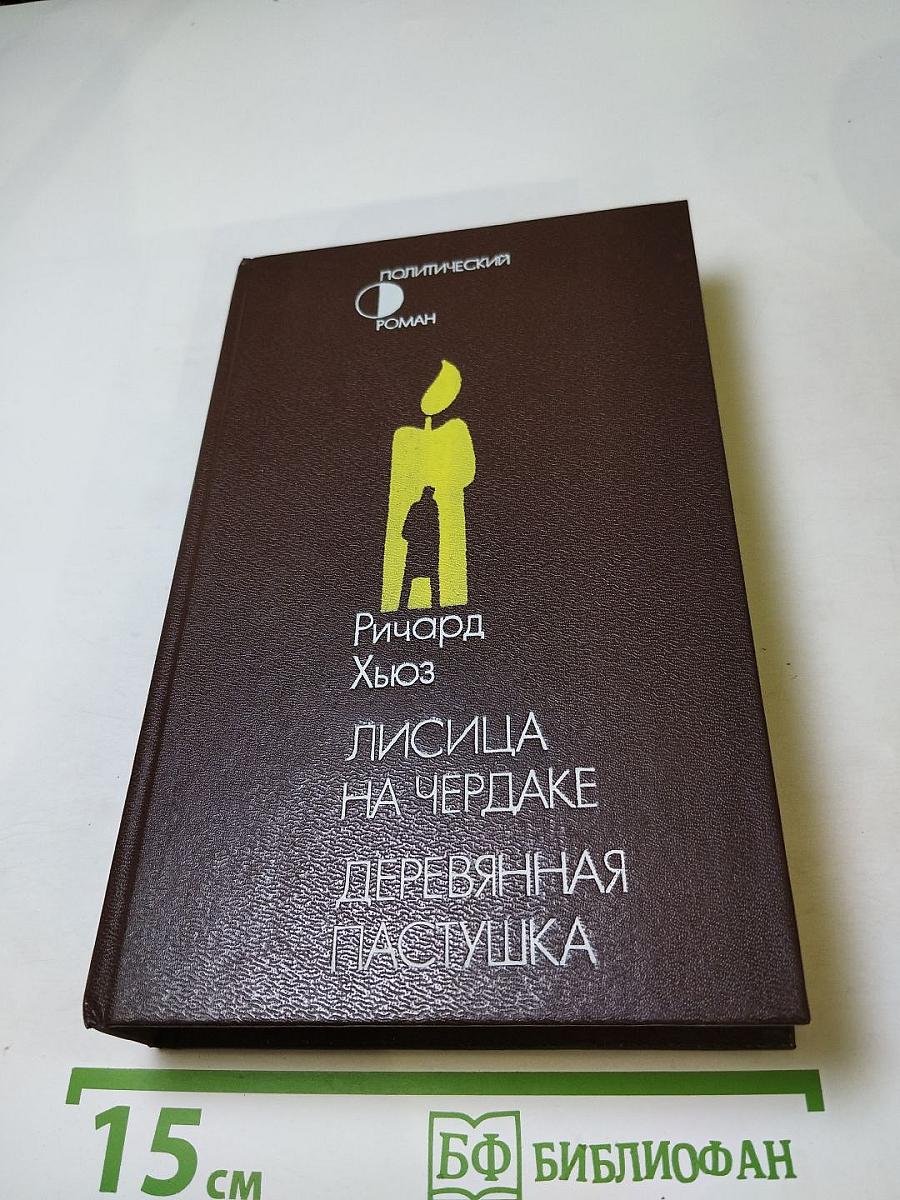 ПОЛИТИЧЕСКИЙ
РОМАН
Ричард
Хьюз
ЛИСИЦА
НА ЧЕРДАКЕ
ДЕРЕВЯННАЯ
ПАСТУШКА
15 см
БФ БИБЛИОФАН